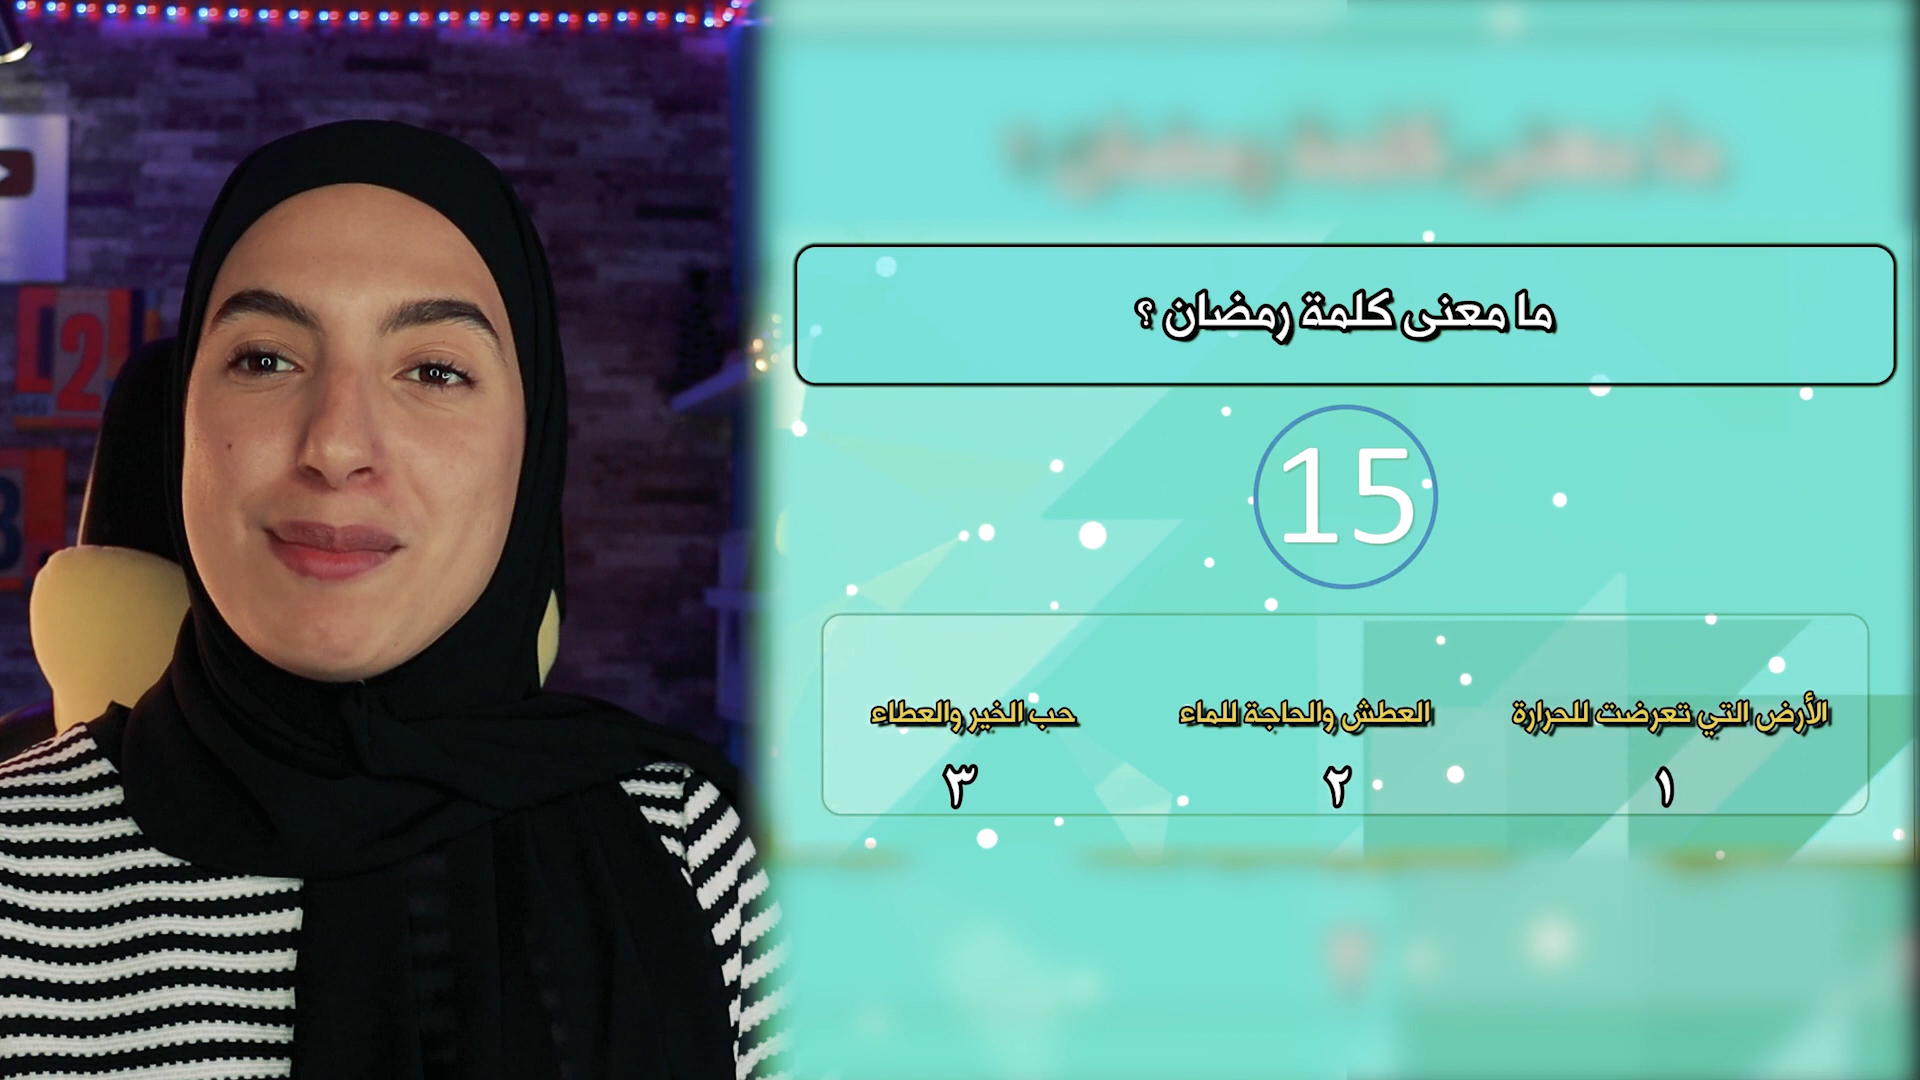 ما معنى كلمة رمضان ؟
15
الأرض التي تعرضت للحرارة
١
العطش والحاجة للماء
٢
حب الخير والعطاء
٣